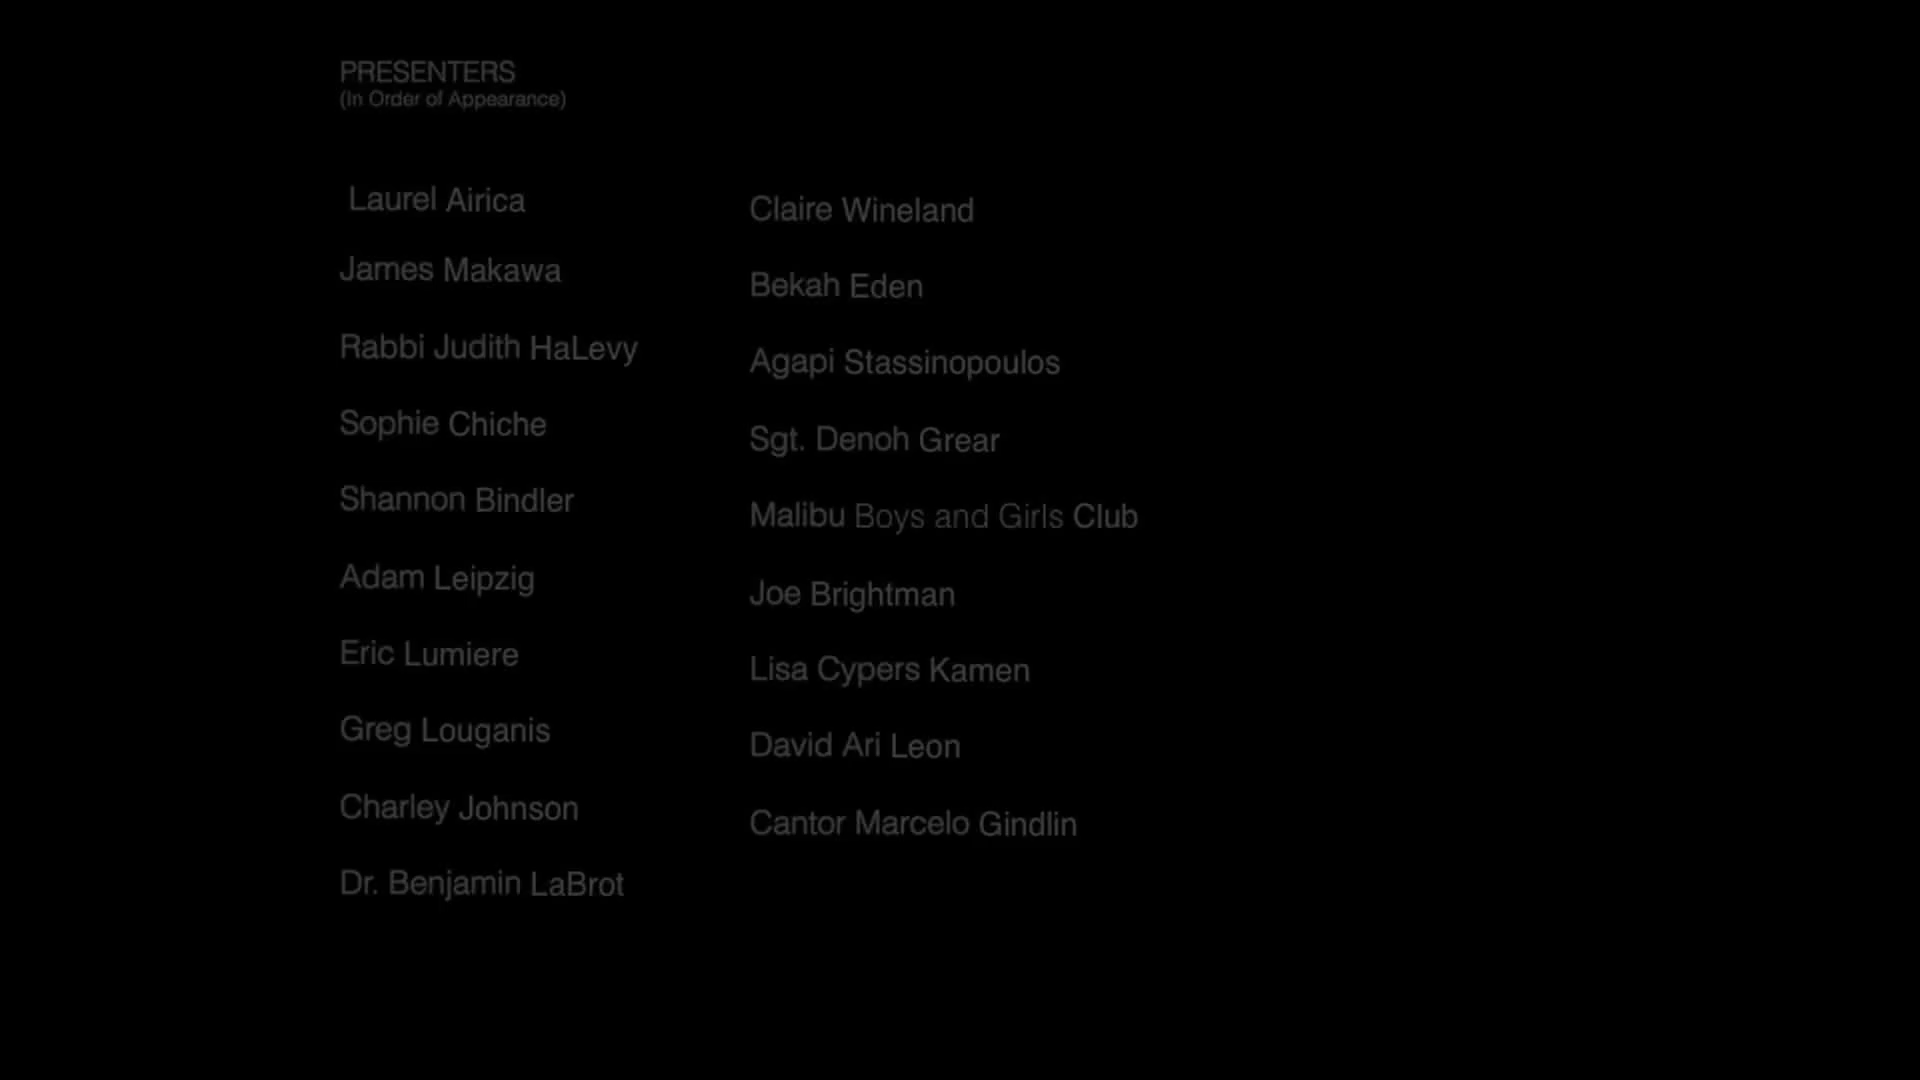 PRESENTERS
(In Order of Appearance)
Laurel Airica
James Makawa
Rabbi Judith HaLevy
Sophie Chiche
Shannon Bindler
Adam Leipzig
Eric Lumiere
Greg Louganis
Charley Johnson
Dr. Benjamin LaBrot
Claire Wineland
Bekah Eden
Agapi Stassinopoulos
Sgt. Denoh Grear
Malibu Boys and Girls Club
Joe Brightman
Lisa Cypers Kamen
David Ari Leon
Cantor Marcelo Gindlin